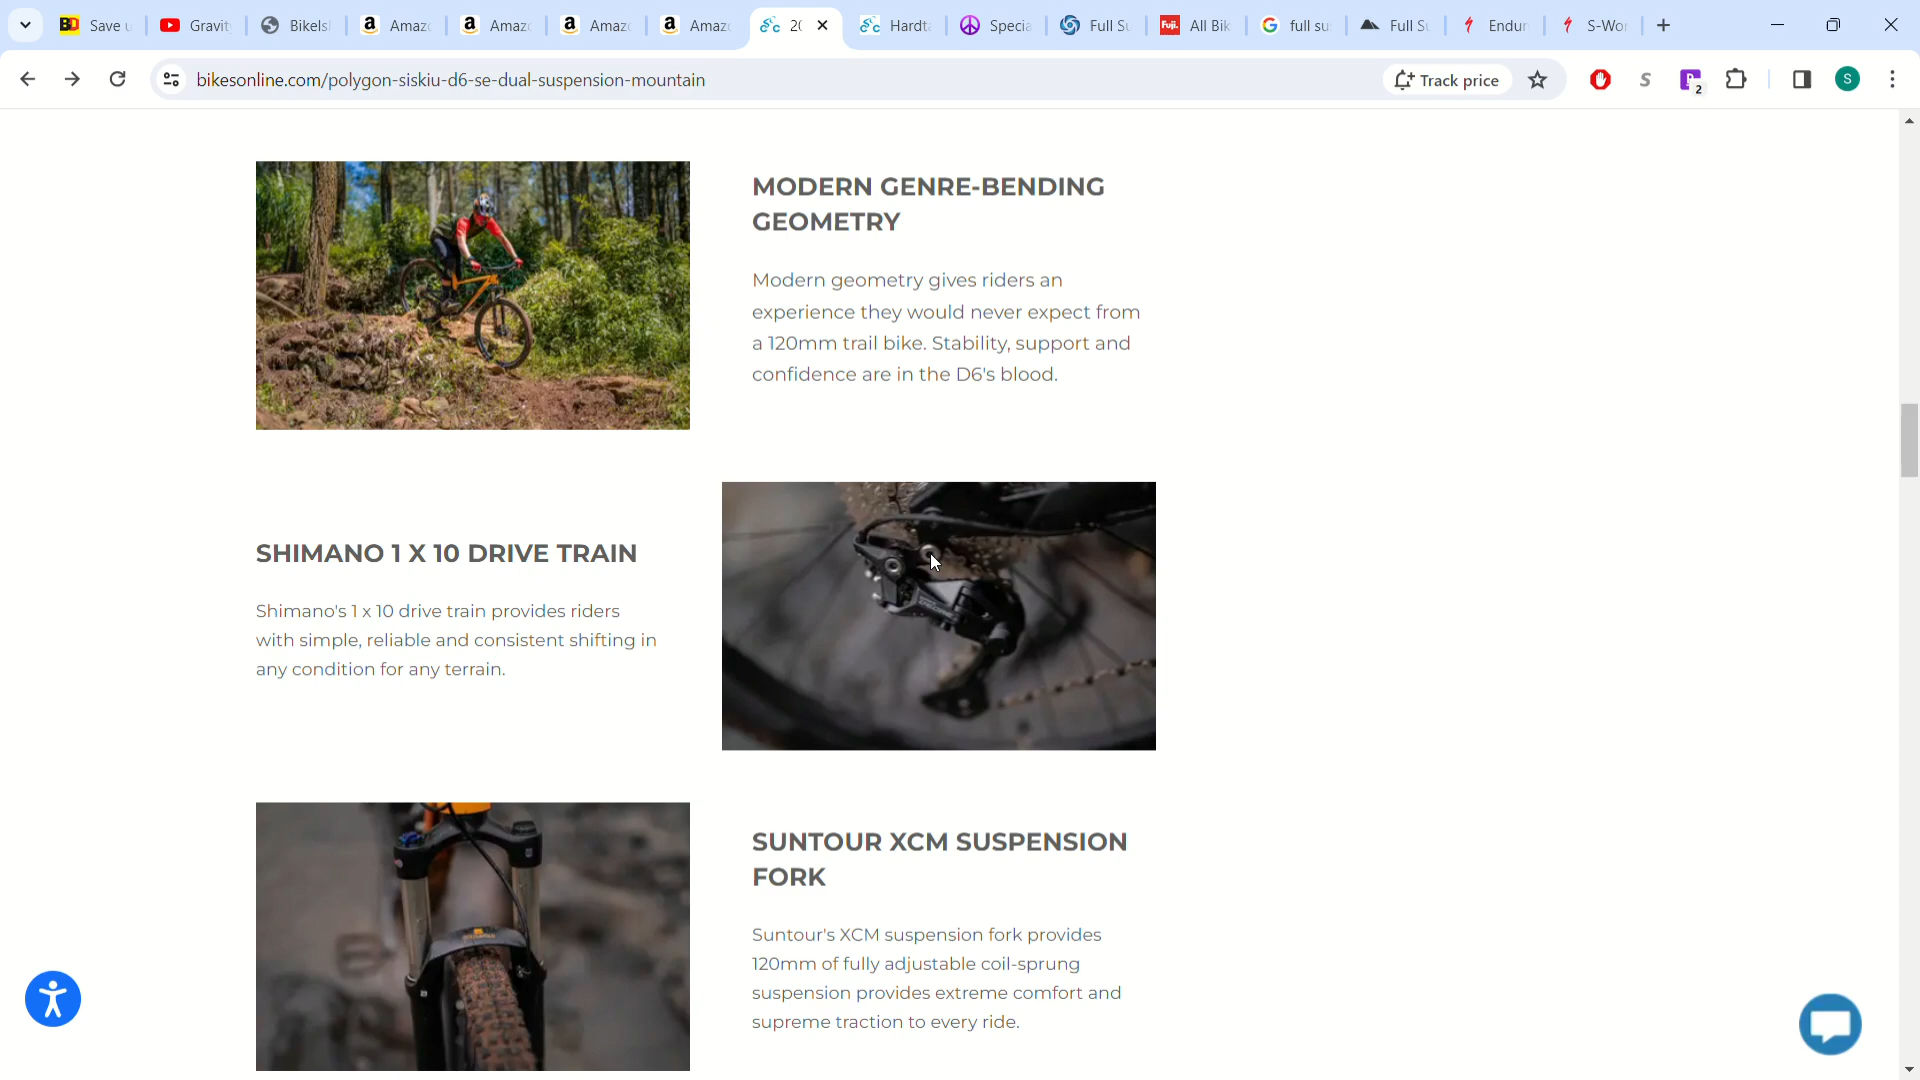 Save u
Gravit
Bikels
Amaz
Amaz
Amaz
Amaz
20
Hardt
Specia
Full Su
All Bik
full su
Full Su
Endur
S-Wor
bikesonline.com/polygon-siskiu-d6-se-dual-suspension-mountain
Track price
S
2
S
MODERN GENRE-BENDING
GEOMETRY
Modern geometry gives riders an
experience they would never expect from
a 120mm trail bike. Stability, support and
confidence are in the D6's blood.
SHIMANO 1 X 10 DRIVE TRAIN
Shimano's 1 x 10 drive train provides riders
with simple, reliable and consistent shifting in
any condition for any terrain.
SUNTOUR XCM SUSPENSION
FORK
Suntour's XCM suspension fork provides
120mm of fully adjustable coil-sprung
suspension provides extreme comfort and
supreme traction to every ride.